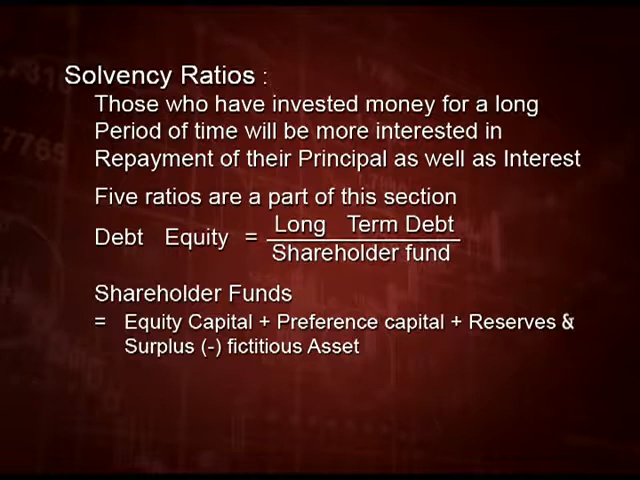 Solvency Ratios :
Those who have invested money for a long
Period of time will be more interested in
Repayment of their Principal as well as Interest
Five ratios are a part of this section
Debt Equity = Long Term Debt
Shareholder fund
Shareholder Funds
= Equity Capital + Preference capital + Reserves &
Surplus (-) fictitious Asset